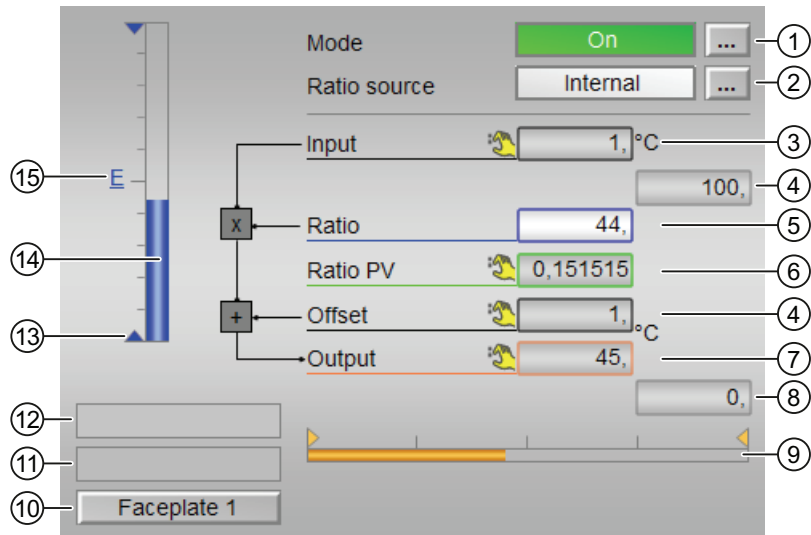 Mode On ... 1
Ratio source Internal ... 2
Input 1, °C 3
100, 4
E 15
x Ratio 44, 5
14
Ratio PV 0,151515 6
+ Offset 1, °C 4
13
Output 45, 7
0, 8
12
9
11
10 Faceplate 1